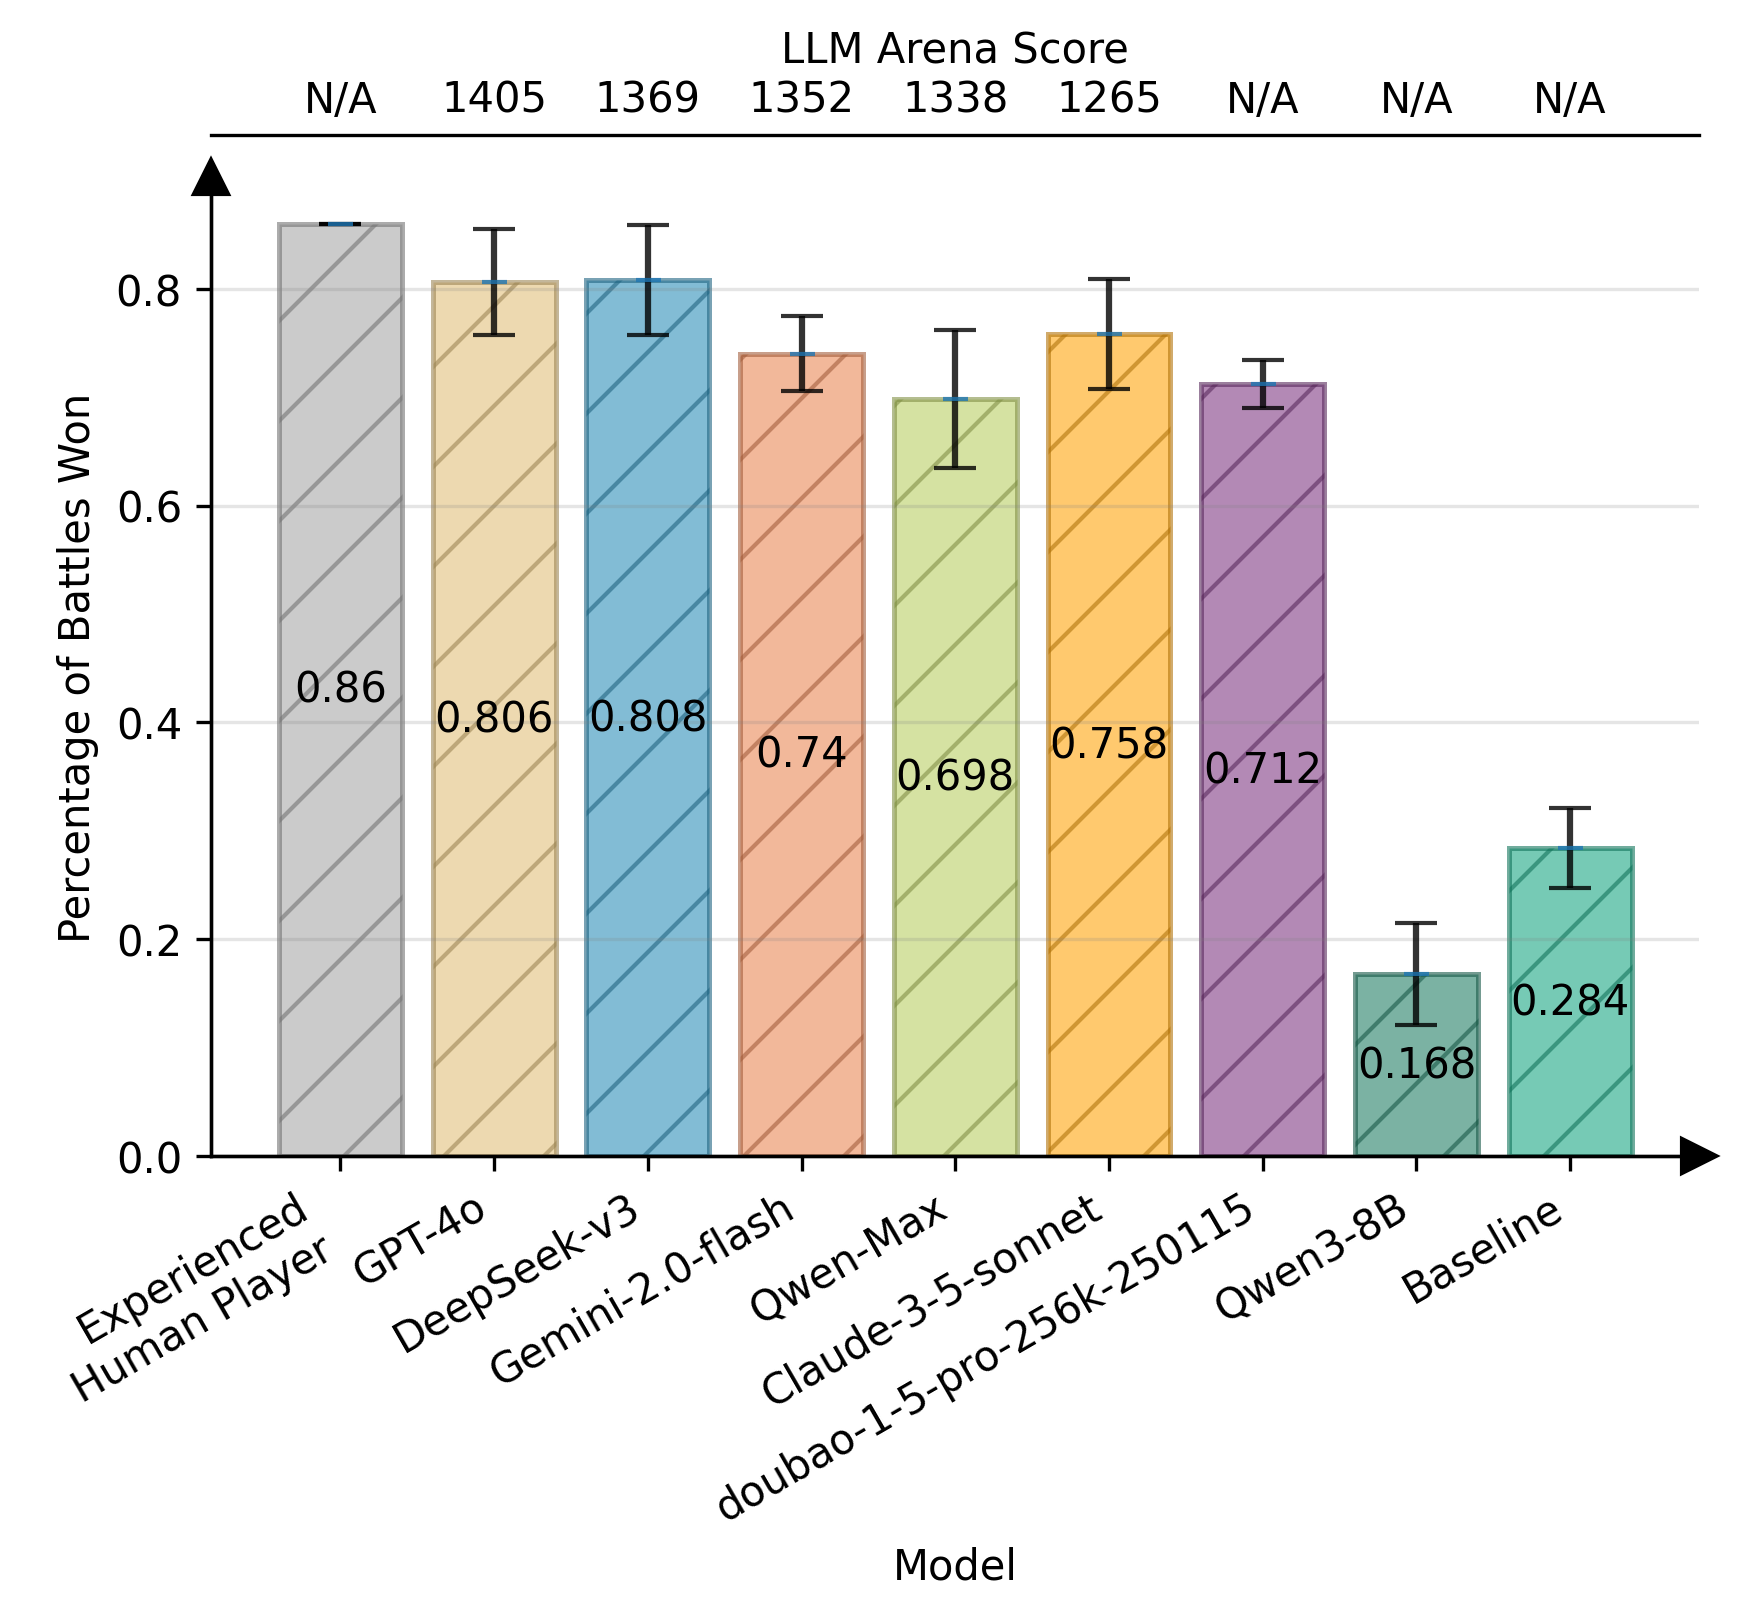 LLM Arena Score
N/A 1405 1369 1352 1338 1265 N/A N/A N/A
Percentage of Battles Won
0.8
0.6
0.4
0.2
0.0
0.86
0.806
0.808
0.74
0.698
0.758
0.712
0.168
0.284
Experienced
Human Player
GPT-4o
DeepSeek-v3
Gemini-2.0-flash
Qwen-Max
Claude-3-5-sonnet
doubao-1-5-pro-256k-250115
Qwen3-8B
Baseline
Model